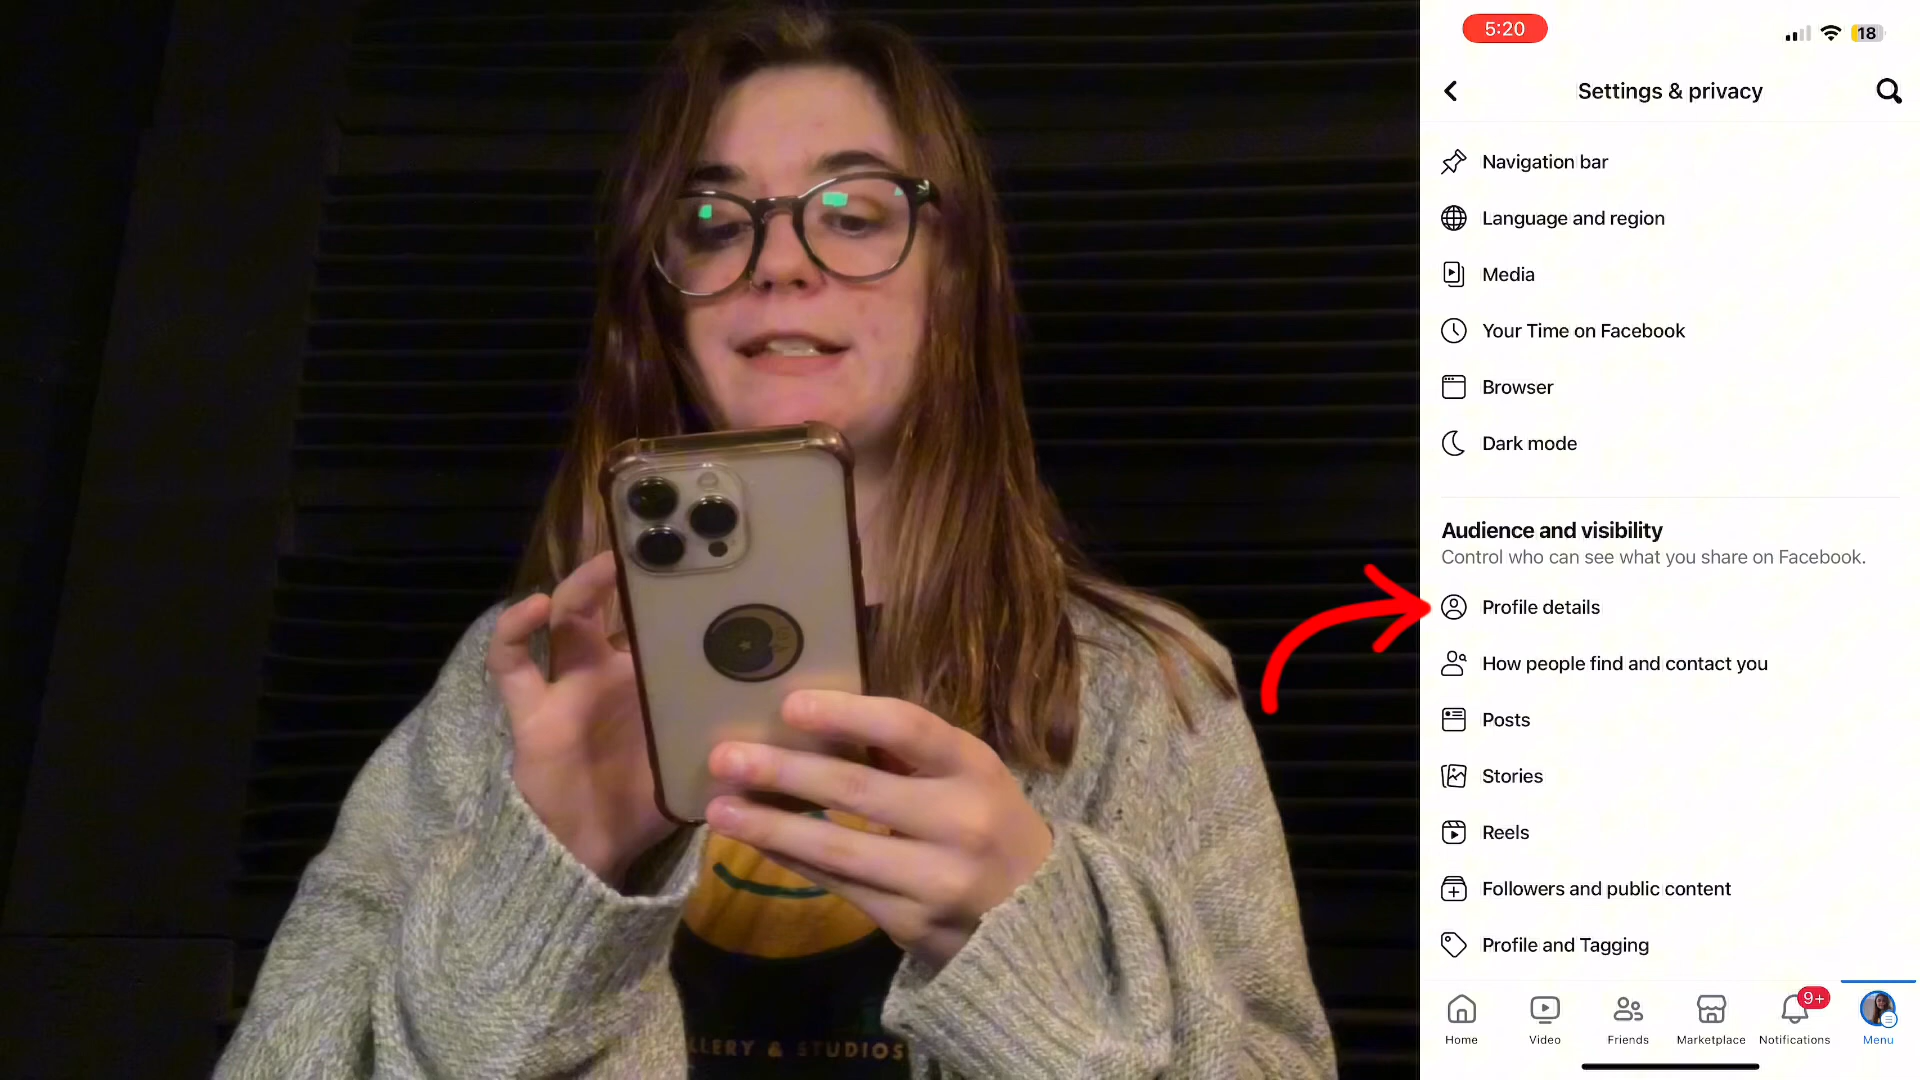 5:20
18
Settings & privacy
Navigation bar
Language and region
Media
Your Time on Facebook
Browser
Dark mode
Audience and visibility
Control who can see what you share on Facebook.
Profile details
How people find and contact you
Posts
Stories
Reels
Followers and public content
Profile and Tagging
9+
Home
Video
Friends
Marketplace
Notifications
Menu
LLERY & STUDIOS